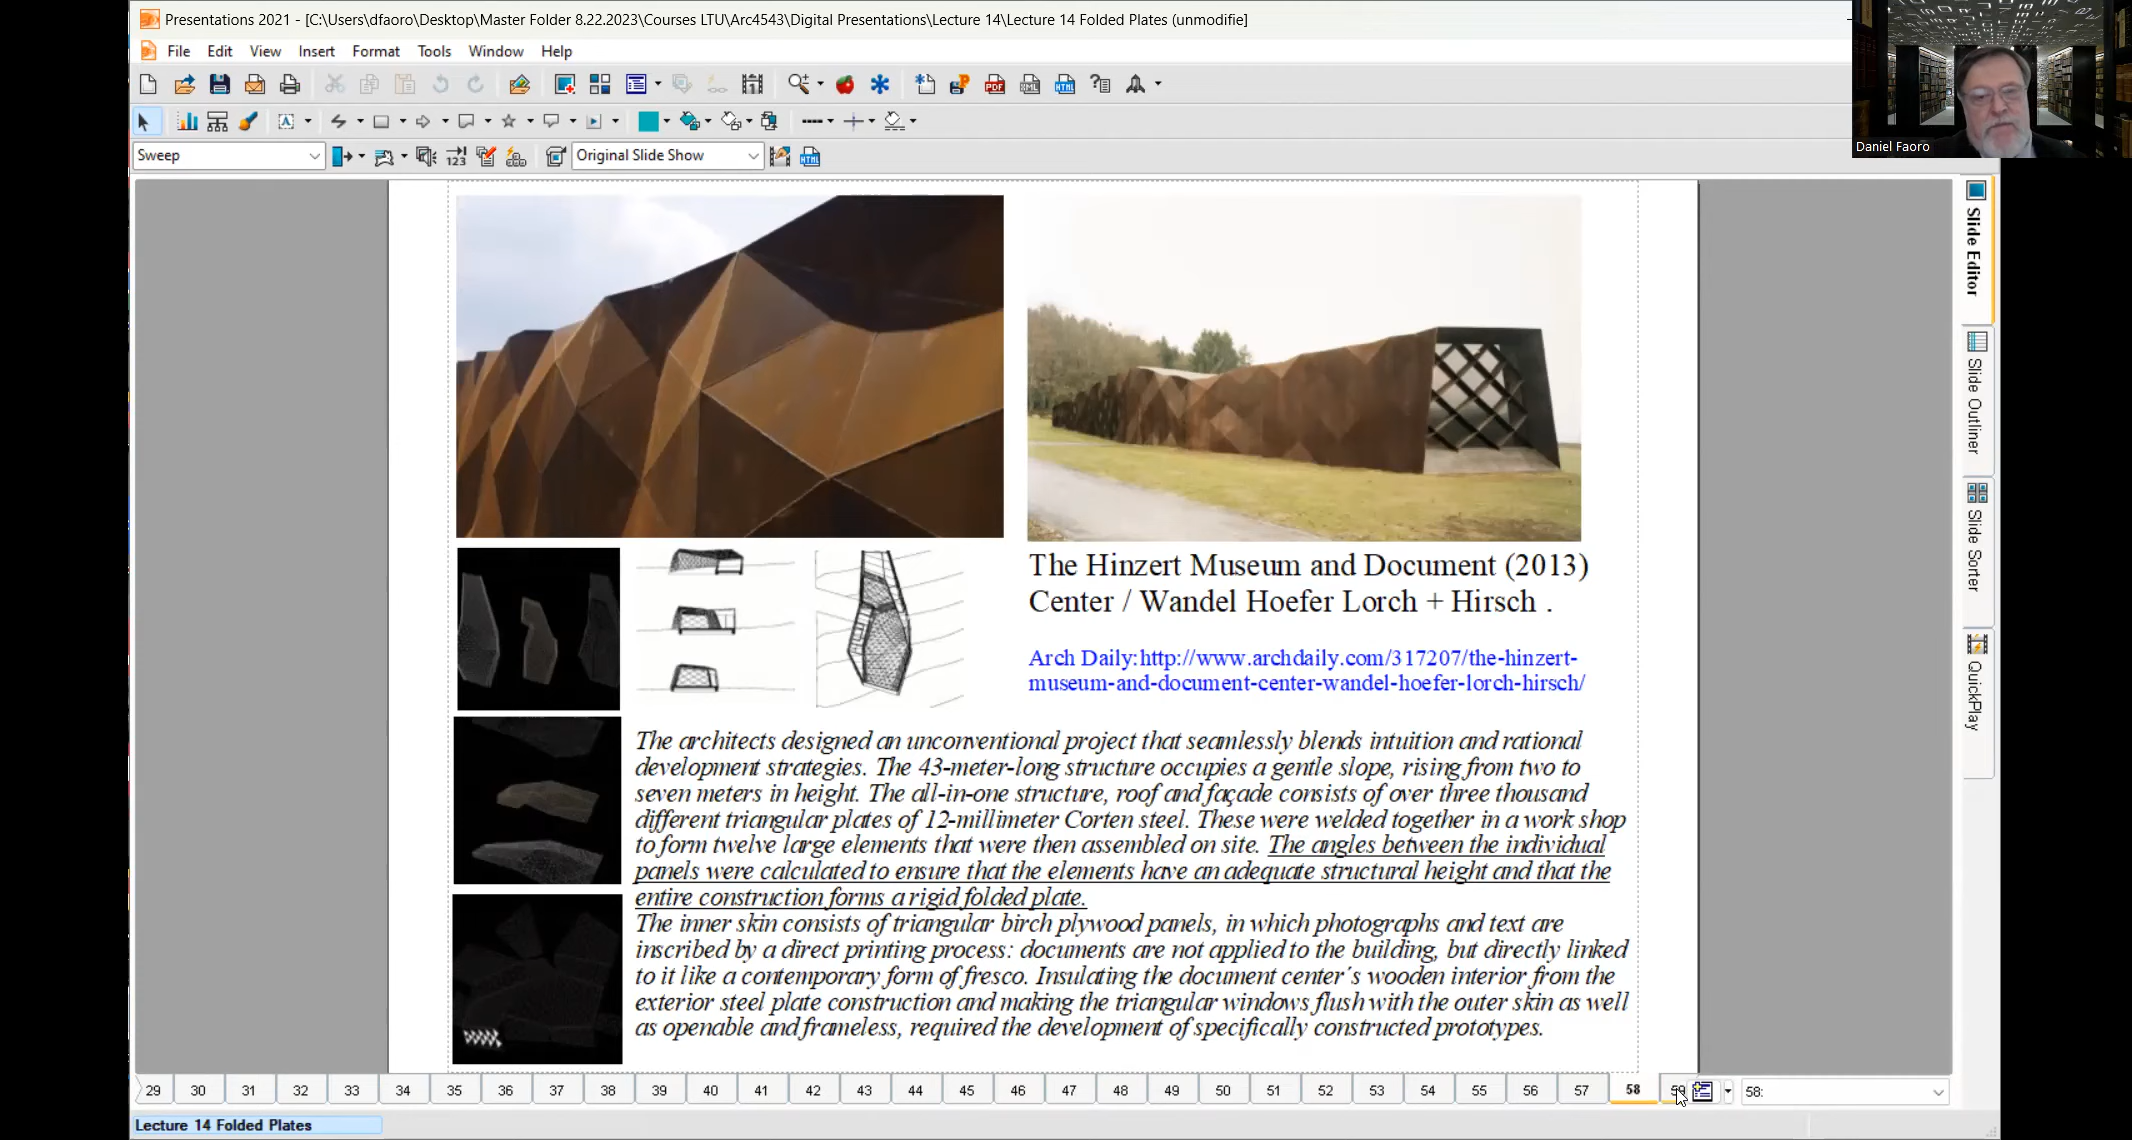 Presentations 2021 - [C:\Users\dfaoro\Desktop\Master Folder 8.22.2023\Courses LTU\Arc4543\Digital Presentations\Lecture 14\Lecture 14 Folded Plates (unmodifie]
File Edit View Insert Format Tools Window Help
Daniel Faoro
Sweep
123
Original Slide Show
Slide Editor
Slide Outliner
Slide Sorter
QuickPlay
The Hinzert Museum and Document (2013)
Center / Wandel Hoefer Lorch + Hirsch .
Arch Daily:http://www.archdaily.com/317207/the-hinzert-
museum-and-document-center-wandel-hoefer-lorch-hirsch/
The architects designed an unconventional project that seamlessly blends intuition and rational
development strategies. The 43-meter-long structure occupies a gentle slope, rising from two to
seven meters in height. The all-in-one structure, roof and façade consists of over three thousand
different triangular plates of 12-millimeter Corten steel. These were welded together in a work shop
to form twelve large elements that were then assembled on site. The angles between the individual
panels were calculated to ensure that the elements have an adequate structural height and that the
entire construction forms a rigid folded plate.
The inner skin consists of triangular birch plywood panels, in which photographs and text are
inscribed by a direct printing process: documents are not applied to the building, but directly linked
to it like a contemporary form of fresco. Insulating the document center´s wooden interior from the
exterior steel plate construction and making the triangular windows flush with the outer skin as well
as openable and frameless, required the development of specifically constructed prototypes.
29 30 31 32 33 34 35 36 37 38 39 40 41 42 43 44 45 46 47 48 49 50 51 52 53 54 55 56 57 58 59 58:
Lecture 14 Folded Plates